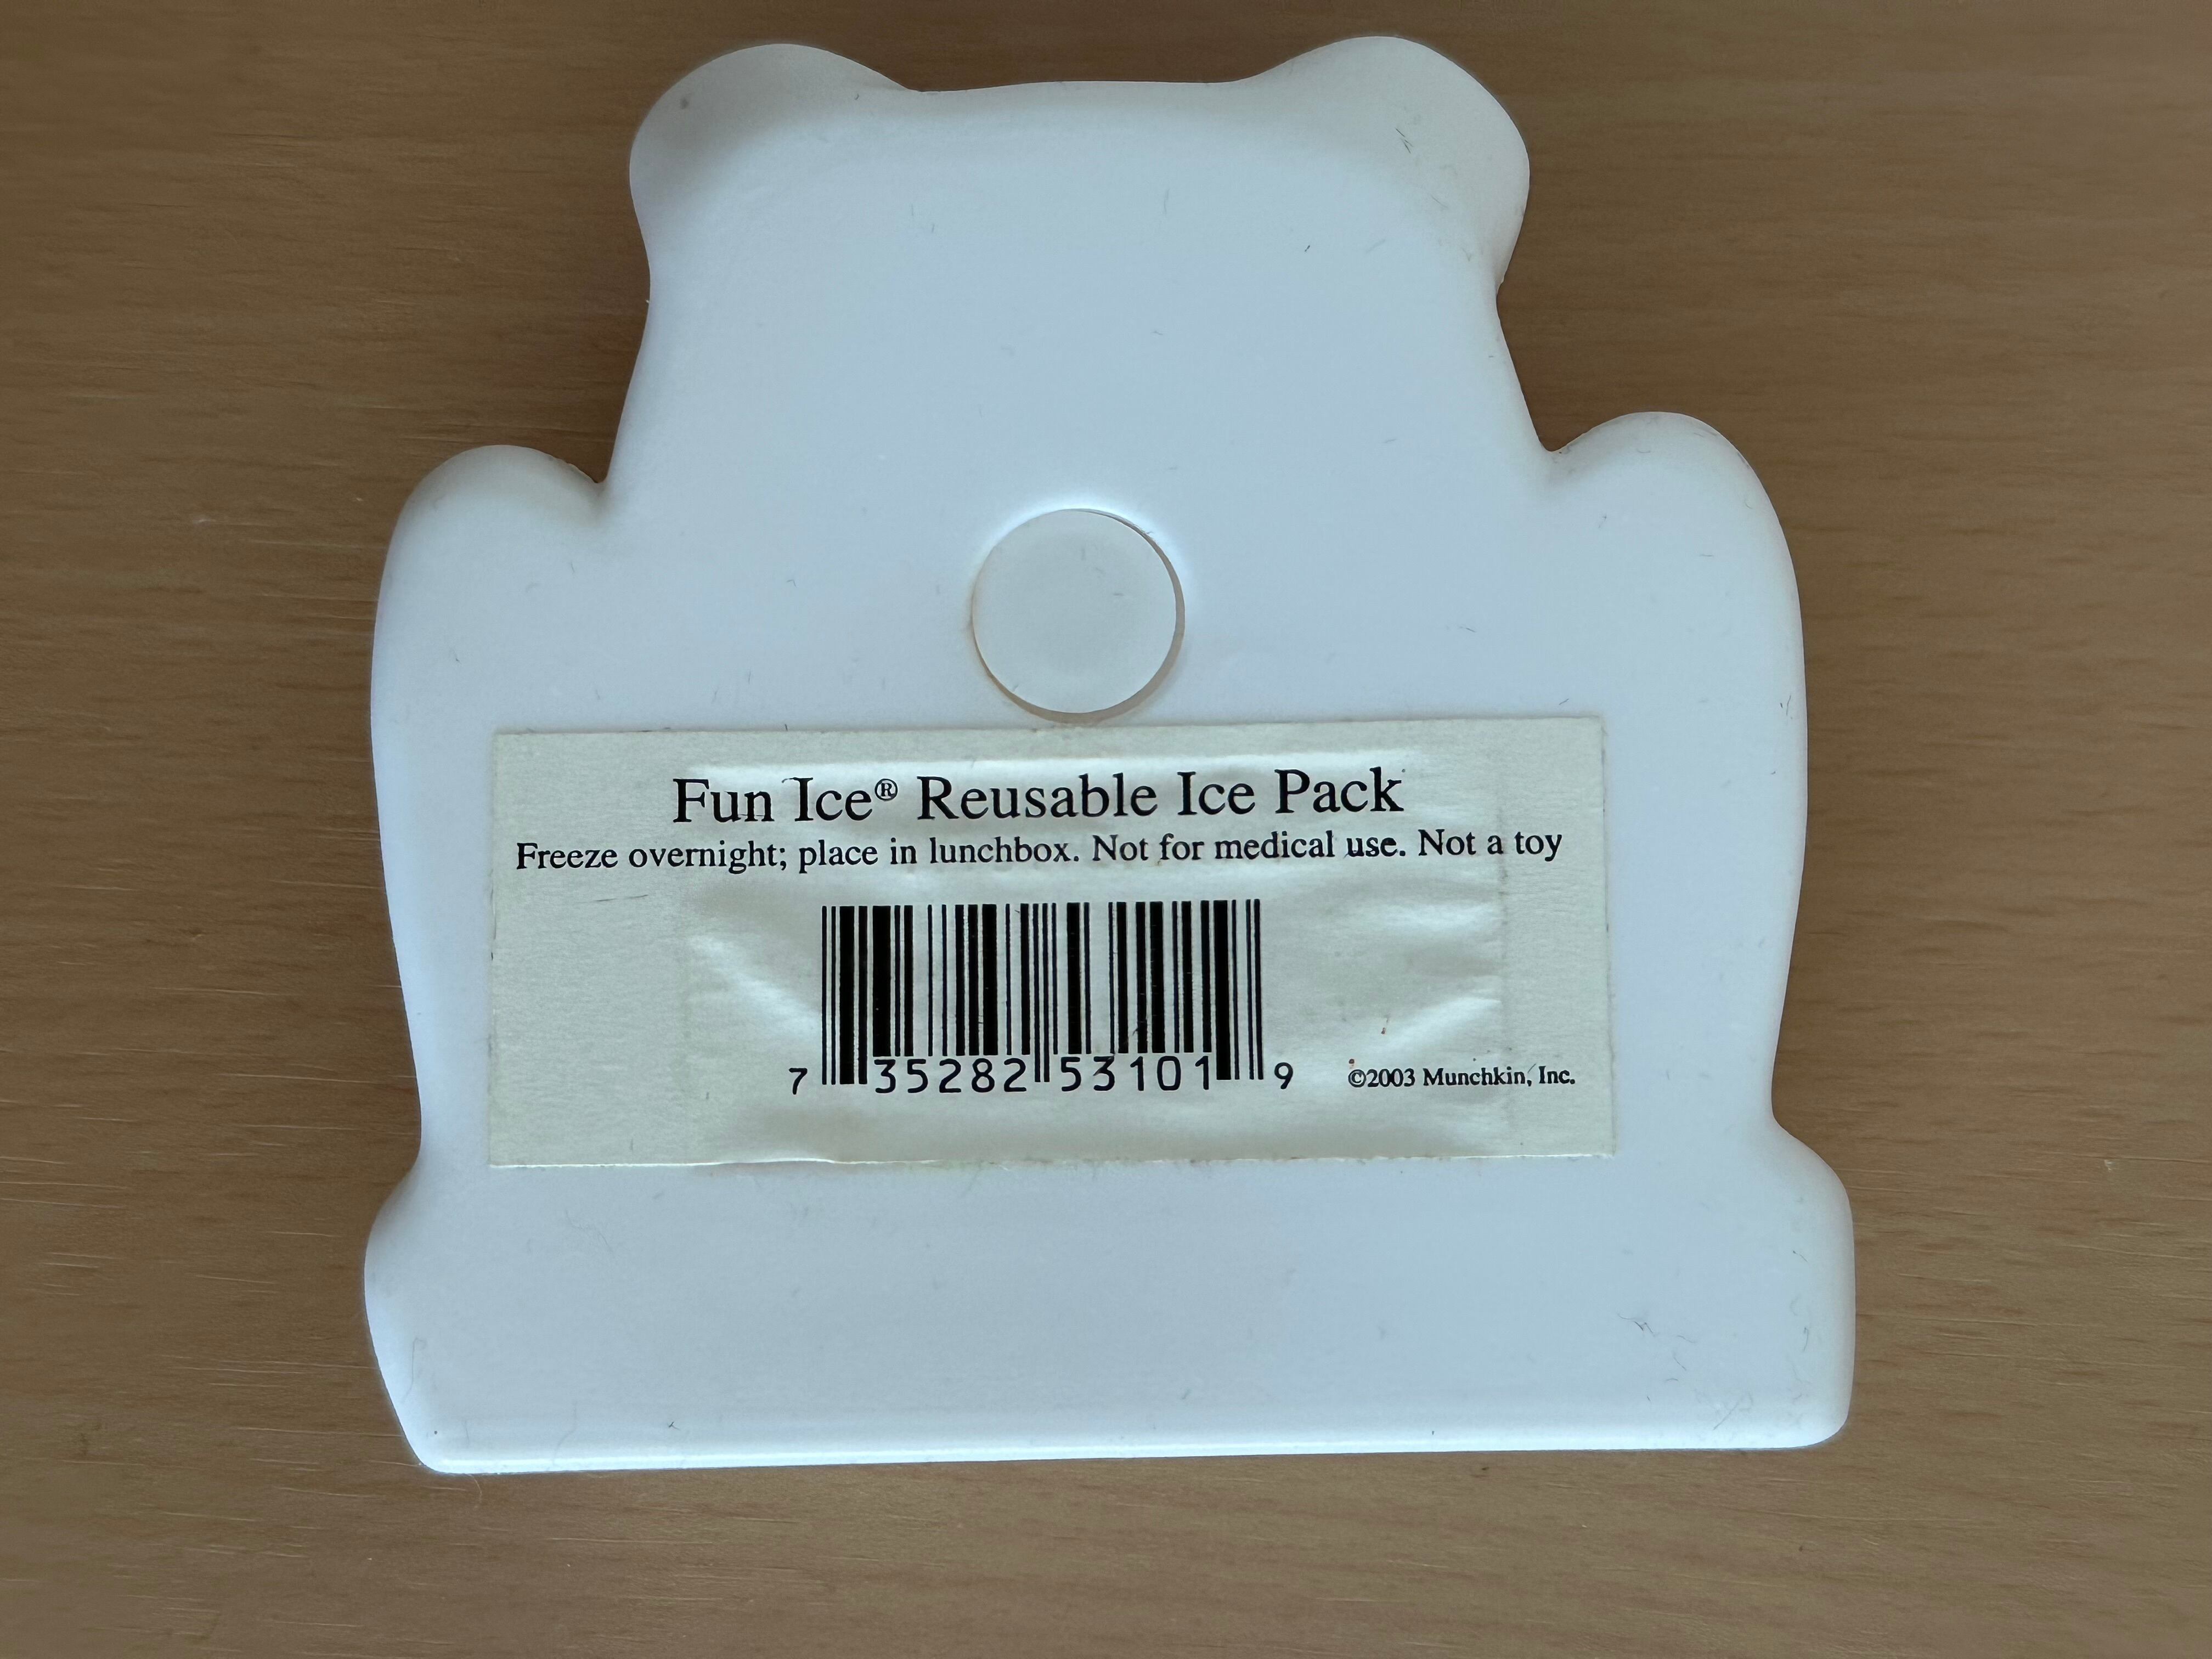 Fun Ice® Reusable Ice Pack
Freeze overnight; place in lunchbox. Not for medical use. Not a toy
7 35282 53101 9 ©2003 Munchkin, Inc.